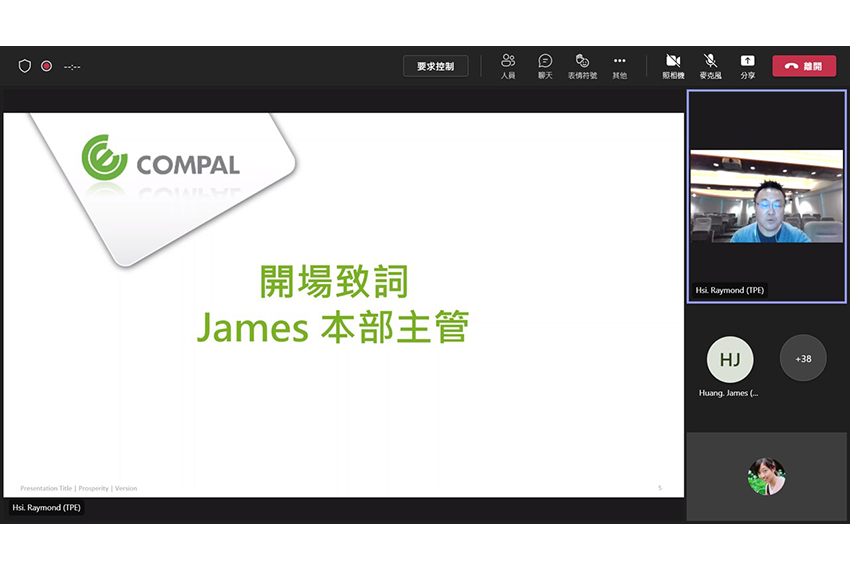 --:--
要求控制
人員
聊天
表情符號
其他
照相機
麥克風
分享
離開
COMPAL
開場致詞
James 本部主管
Presentation Title | Prosperity | Version
5
Hsi. Raymond (TPE)
Hsi. Raymond (TPE)
HJ
+38
Huang. James (...